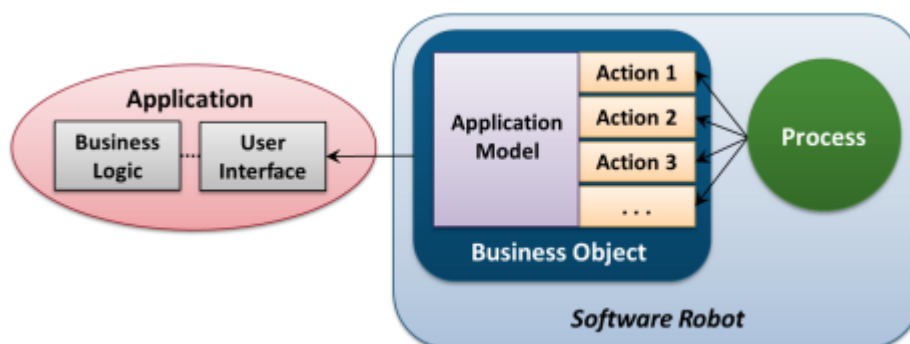 Application
Business
Logic
User
Interface
Application
Model
Action 1
Action 2
Action 3
. . .
Business Object
Process
Software Robot